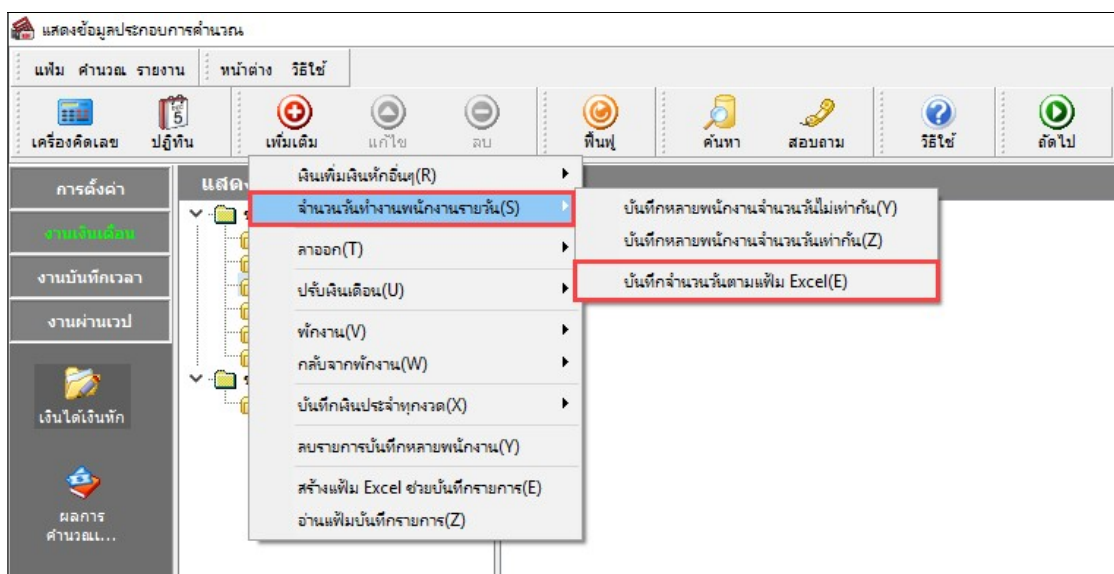 แสดงข้อมูลประกอบการคำนวณ
แฟ้ม คำนวณ รายงาน หน้าต่าง วิธีใช้
5
เครื่องคิดเลข ปฏิทิน เพิ่มเติม แก้ไข ลบ ฟื้นฟู ค้นหา สอบถาม วิธีใช้ ถัดไป
การตั้งค่า
งานเงินเดือน
งานบันทึกเวลา
งานผ่านเวป
เงินได้เงินหัก
ผลการ
คำนวณเ...
แสดง
เงินเพิ่มเงินหักอื่นๆ(R)
จำนวนวันทำงานพนักงานรายวัน(S)
ลาออก(T)
ปรับเงินเดือน(U)
พักงาน(V)
กลับจากพักงาน(W)
บันทึกเงินประจำทุกงวด(X)
ลบรายการบันทึกหลายพนักงาน(Y)
สร้างแฟ้ม Excel ช่วยบันทึกรายการ(E)
อ่านแฟ้มบันทึกรายการ(Z)
บันทึกหลายพนักงานจำนวนวันไม่เท่ากัน(Y)
บันทึกหลายพนักงานจำนวนวันเท่ากัน(Z)
บันทึกจำนวนวันตามแฟ้ม Excel(E)